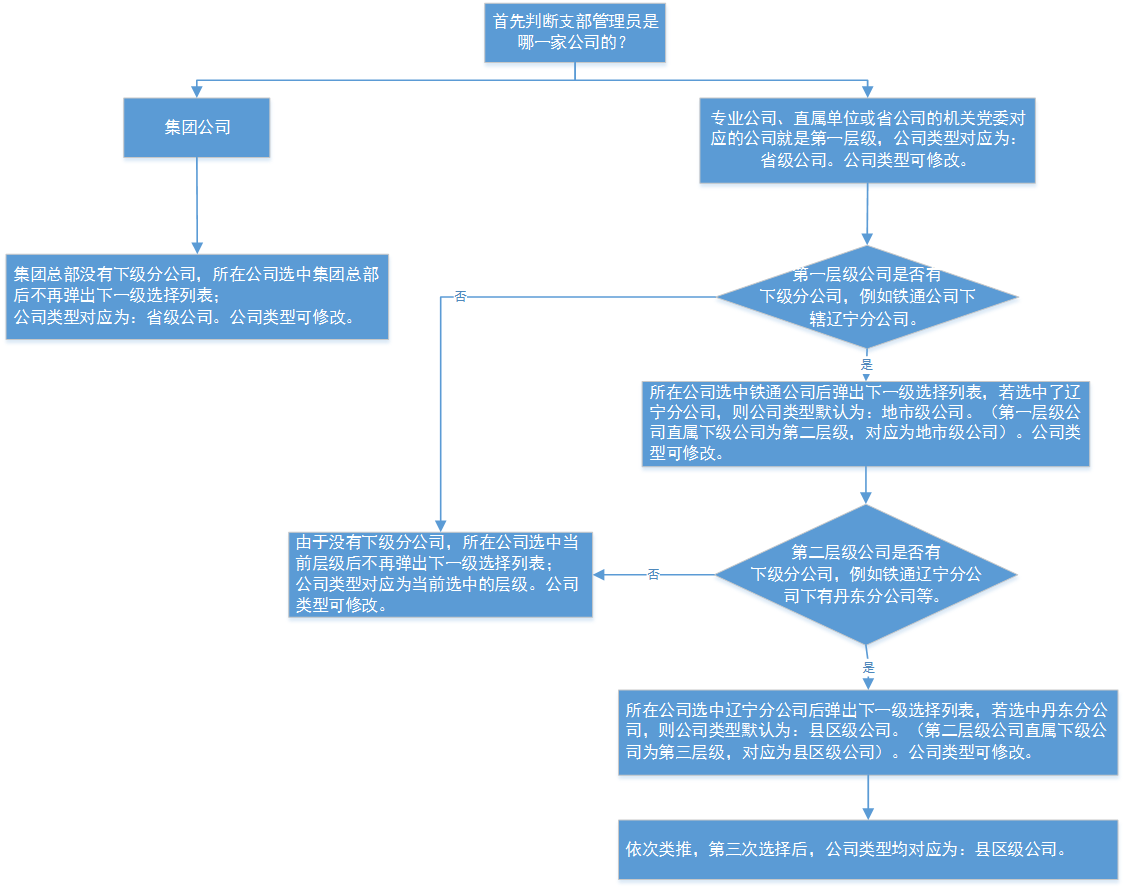 首先判断支部管理员是
哪一家公司的?
集团公司
专业公司、直属单位或省公司的机关党委对
应的公司就是第一层级，公司类型对应为：
省级公司。公司类型可修改。
集团总部没有下级分公司，所在公司选中集团总部
后不再弹出下一级选择列表；
公司类型对应为：省级公司。公司类型可修改。
第一层级公司是否有
下级分公司，例如铁通公司下
辖辽宁分公司。
否
是
所在公司选中铁通公司后弹出下一级选择列表，若选中了辽
宁分公司，则公司类型默认为：地市级公司。（第一层级公
司直属下级公司为第二层级，对应为地市级公司）。公司类
型可修改。
由于没有下级分公司，所在公司选中当
前层级后不再弹出下一级选择列表；
公司类型对应为当前选中的层级。公司
类型可修改。
否
第二层级公司是否有
下级分公司，例如铁通辽宁分公
司下有丹东分公司等。
是
所在公司选中辽宁分公司后弹出下一级选择列表，若选中丹东分公
司，则公司类型默认为：县区级公司。（第二层级公司直属下级公
司为第三层级，对应为县区级公司）。公司类型可修改。
依次类推，第三次选择后，公司类型均对应为：县区级公司。